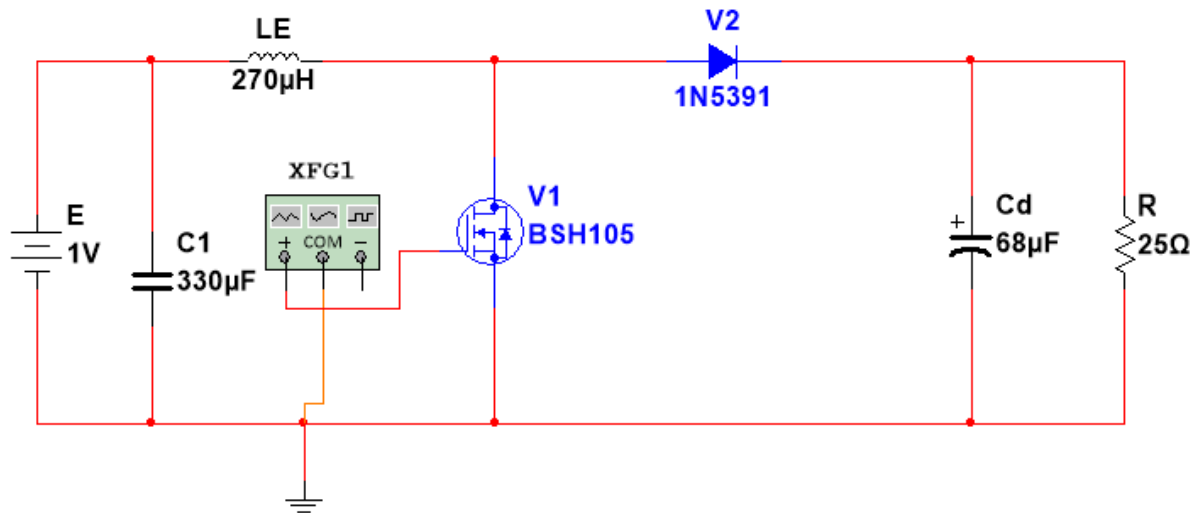 LE
270µH
V2
1N5391
XFG1
+ COM −
E
1V
C1
330µF
V1
BSH105
+
Cd
68µF
R
25Ω